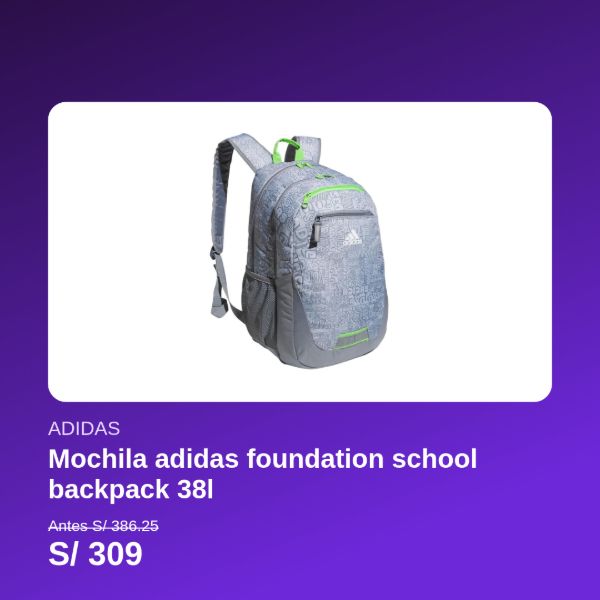 adidas
ADIDAS
Mochila adidas foundation school
backpack 38l
Antes S/ 386.25
S/ 309